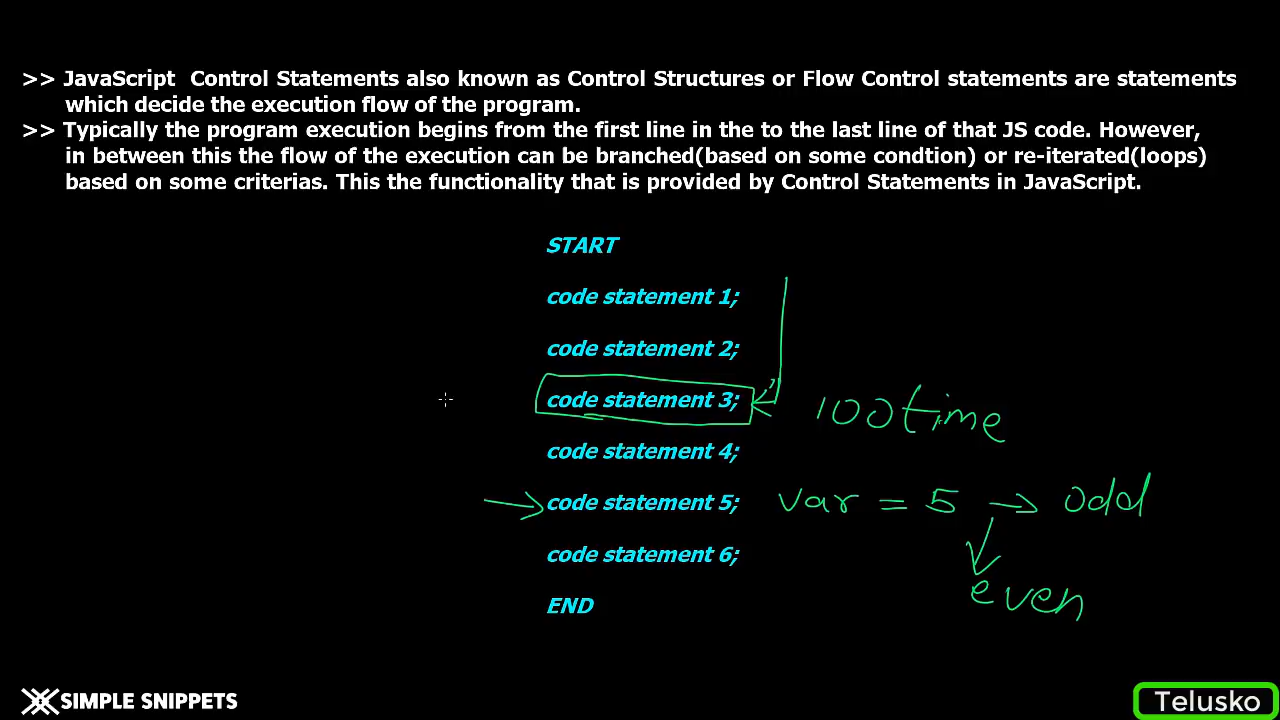 >> JavaScript Control Statements also known as Control Structures or Flow Control statements are statements
which decide the execution flow of the program.
>> Typically the program execution begins from the first line in the to the last line of that JS code. However,
in between this the flow of the execution can be branched(based on some condtion) or re-iterated(loops)
based on some criterias. This the functionality that is provided by Control Statements in JavaScript.
START
code statement 1;
code statement 2;
code statement 3;
100 time
code statement 4;
code statement 5; var = 5 → odd
code statement 6;
even
END
SIMPLE SNIPPETS
Telusko